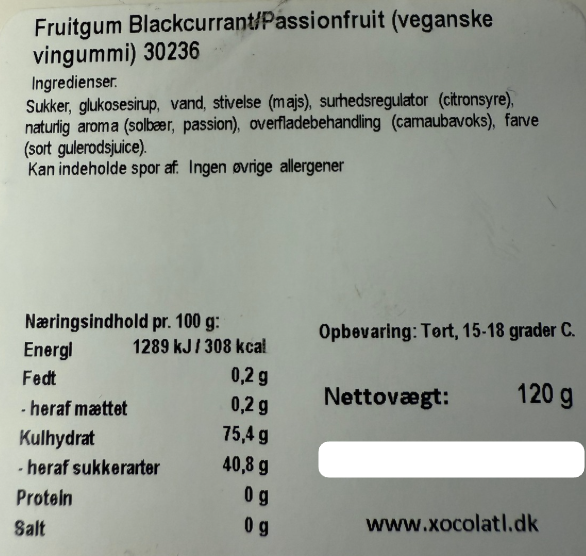 Fruitgum Blackcurrant/Passionfruit (veganske
vingummi) 30236
Ingredienser:
Sukker, glukosesirup, vand, stivelse (majs), surhedsregulator (citronsyre),
naturlig aroma (solbær, passion), overfladebehandling (carnaubavoks), farve
(sort gulerodsjuice).
Kan indeholde spor af: Ingen øvrige allergener
Næringsindhold pr. 100 g:
Energi 1289 kJ / 308 kcal
Fedt 0,2 g
- heraf mættet 0,2 g
Kulhydrat 75,4 g
- heraf sukkerarter 40,8 g
Protein 0 g
Salt 0 g
Opbevaring: Tørt, 15-18 grader C.
Nettovægt: 120 g
www.xocolatl.dk